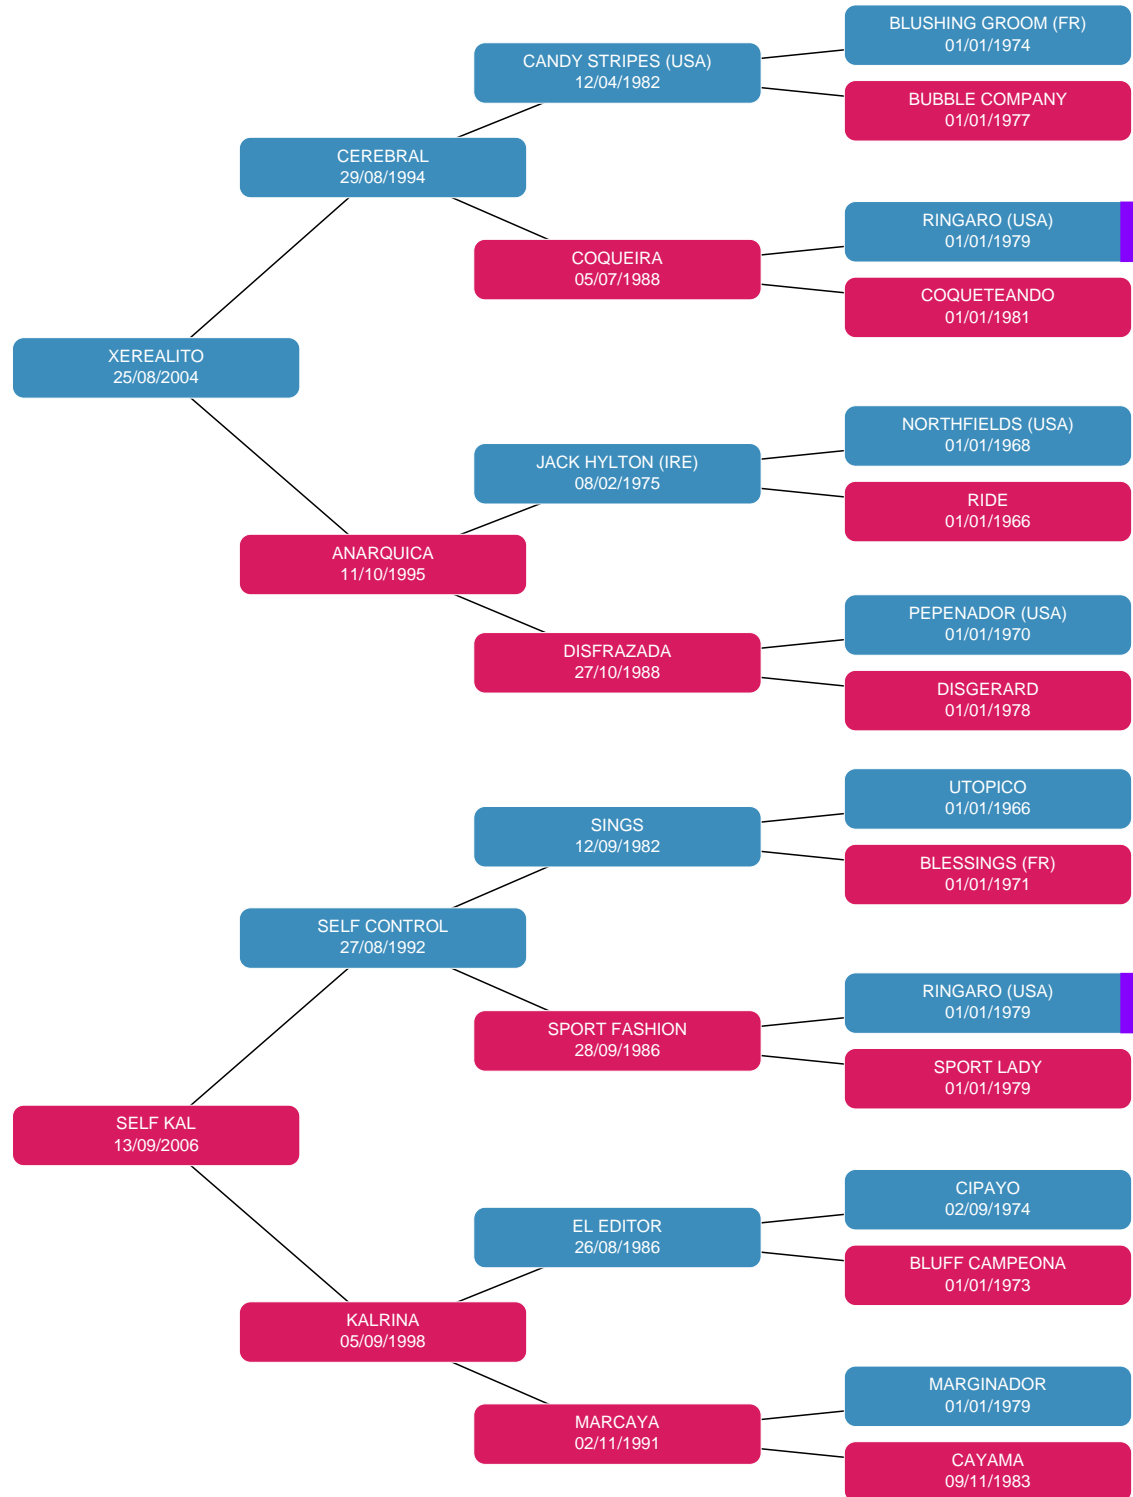 BLUSHING GROOM (FR)
01/01/1974
CANDY STRIPES (USA)
12/04/1982
BUBBLE COMPANY
01/01/1977
CEREBRAL
29/08/1994
RINGARO (USA)
01/01/1979
COQUEIRA
05/07/1988
COQUETEANDO
01/01/1981
XEREALITO
25/08/2004
NORTHFIELDS (USA)
01/01/1968
JACK HYLTON (IRE)
08/02/1975
RIDE
01/01/1966
ANARQUICA
11/10/1995
PEPENADOR (USA)
01/01/1970
DISFRAZADA
27/10/1988
DISGERARD
01/01/1978
UTOPICO
01/01/1966
SINGS
12/09/1982
BLESSINGS (FR)
01/01/1971
SELF CONTROL
27/08/1992
RINGARO (USA)
01/01/1979
SPORT FASHION
28/09/1986
SPORT LADY
01/01/1979
SELF KAL
13/09/2006
CIPAYO
02/09/1974
EL EDITOR
26/08/1986
BLUFF CAMPEONA
01/01/1973
KALRINA
05/09/1998
MARGINADOR
01/01/1979
MARCAYA
02/11/1991
CAYAMA
09/11/1983